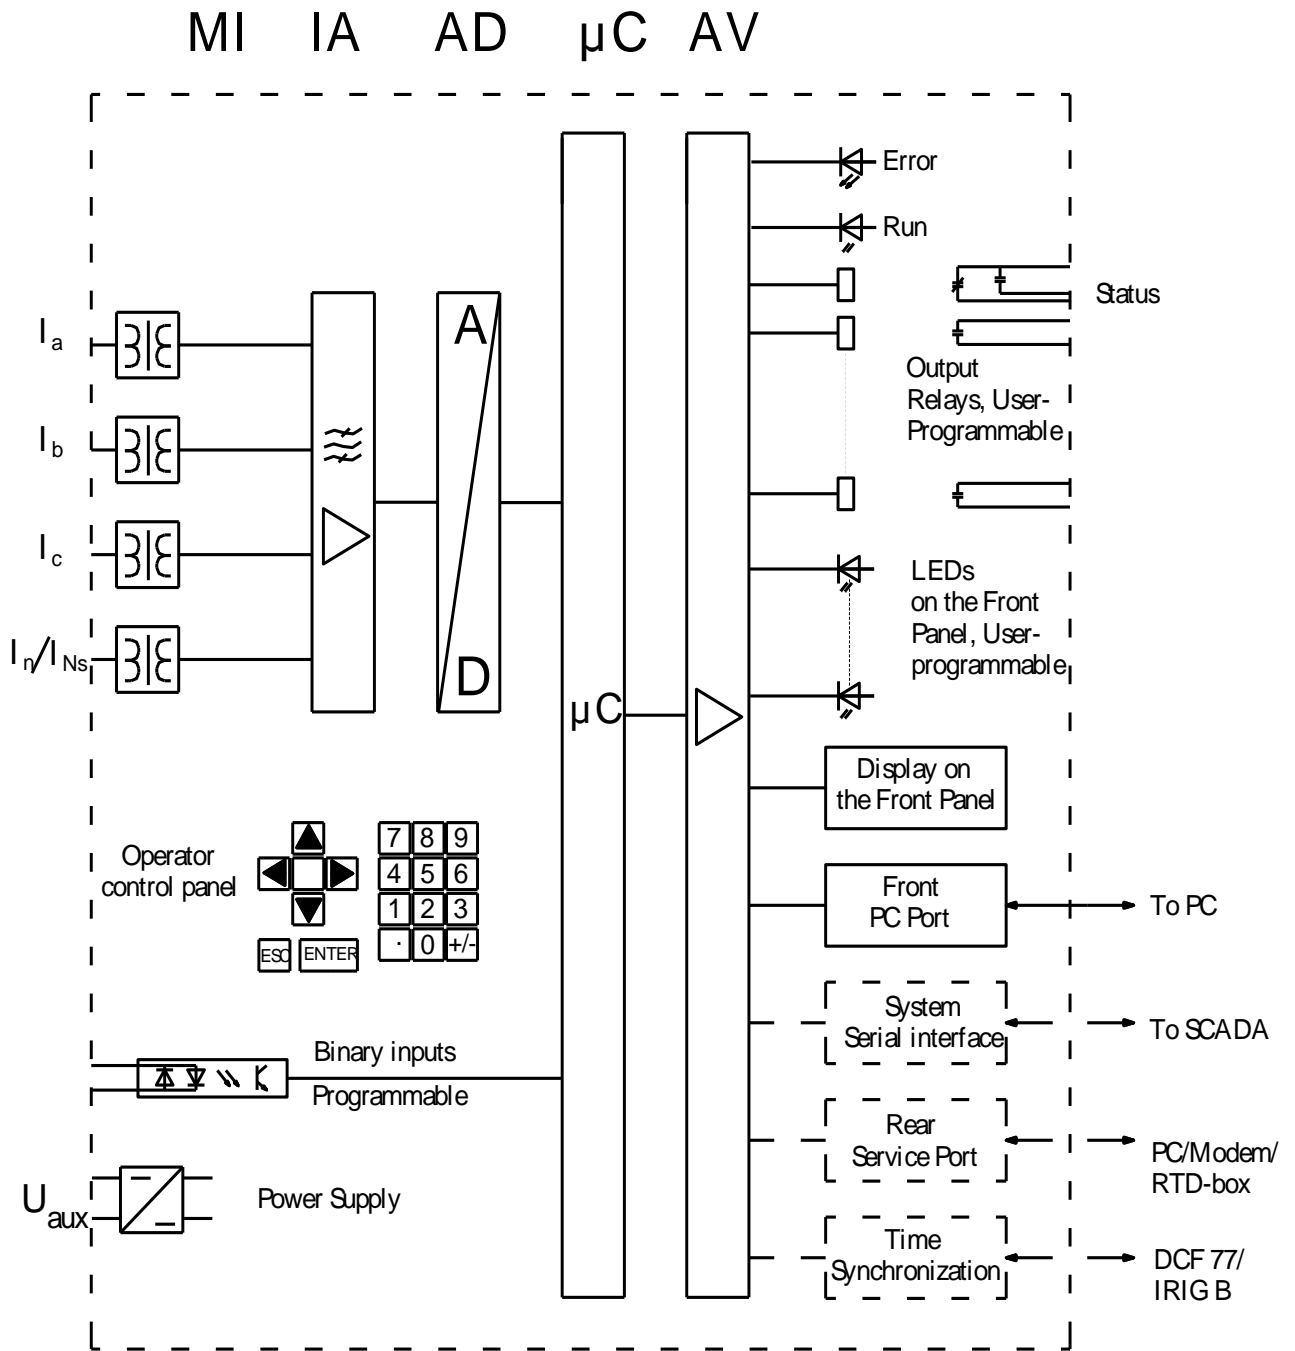 MI IA AD µC AV
Error
Run
Status
Output
Relays, User-
Programmable
LEDs
on the Front
Panel, User-
programmable
Ia
Ib
Ic
In/INs
A
D
µC
Display on
the Front Panel
Front
PC Port
To PC
System
Serial interface
To SCADA
Rear
Service Port
PC/Modem/
RTD-box
Time
Synchronization
DCF 77/
IRIG B
Operator
control panel
7 8 9
4 5 6
1 2 3
. 0 +/-
ESC ENTER
Binary inputs
Programmable
Uaux
Power Supply